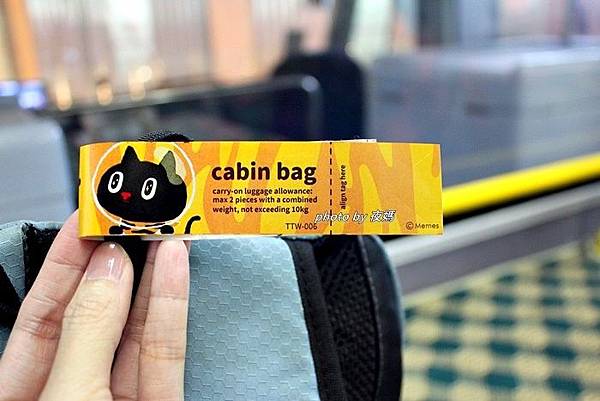 cabin bag
carry-on luggage allowance:
max 2 pieces with a combined
weight, not exceeding 10kg
TTW-006
align tag here
photo by 夜媽
©Memes